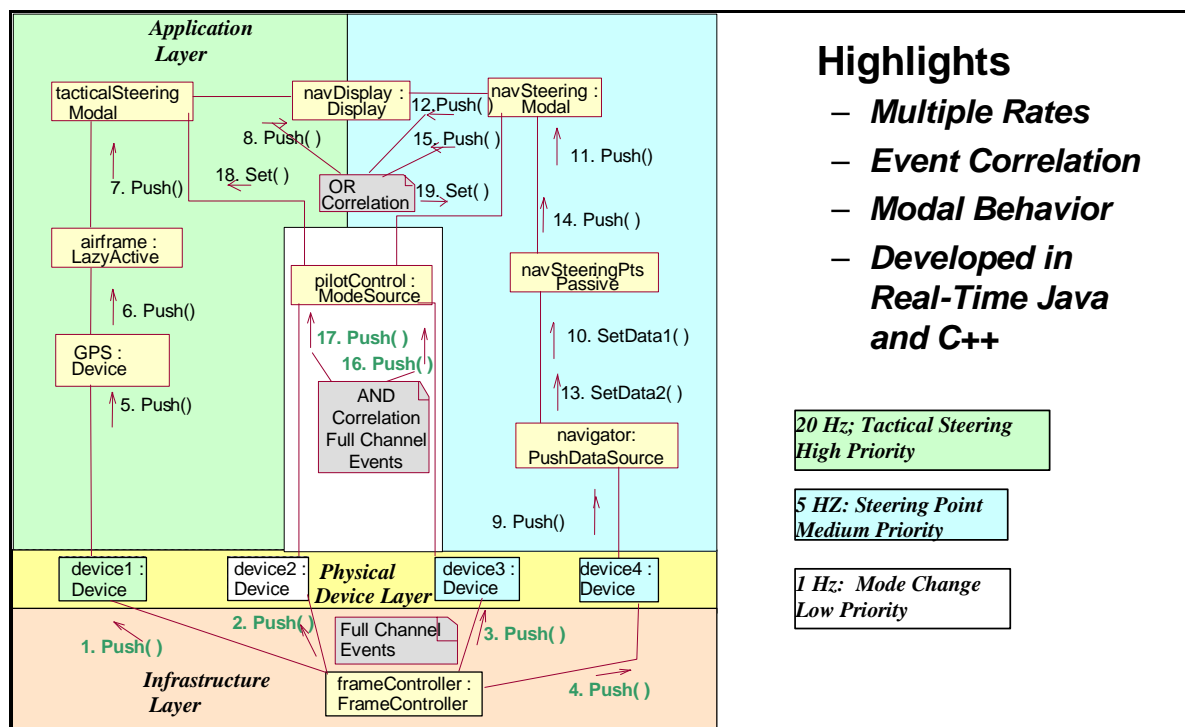 Application
Layer
tacticalSteering
Modal
navDisplay :
Display
12.Push( )
navSteering :
Modal
8. Push( )
15. Push( )
11. Push()
7. Push()
18. Set( )
OR
Correlation
19. Set( )
14. Push( )
airframe :
LazyActive
pilotControl :
ModeSource
navSteeringPts
Passive
6. Push()
17. Push( )
10. SetData1( )
GPS :
Device
16. Push( )
5. Push()
AND
Correlation
Full Channel
Events
13. SetData2( )
navigator:
PushDataSource
9. Push()
device1 :
Device
device2 :
Device
Physical
Device Layer
device3 :
Device
device4 :
Device
1. Push( )
2. Push( )
Full Channel
Events
3. Push( )
Infrastructure
Layer
frameController :
FrameController
4. Push( )
Highlights
– Multiple Rates
– Event Correlation
– Modal Behavior
– Developed in
Real-Time Java
and C++
20 Hz; Tactical Steering
High Priority
5 HZ: Steering Point
Medium Priority
1 Hz: Mode Change
Low Priority